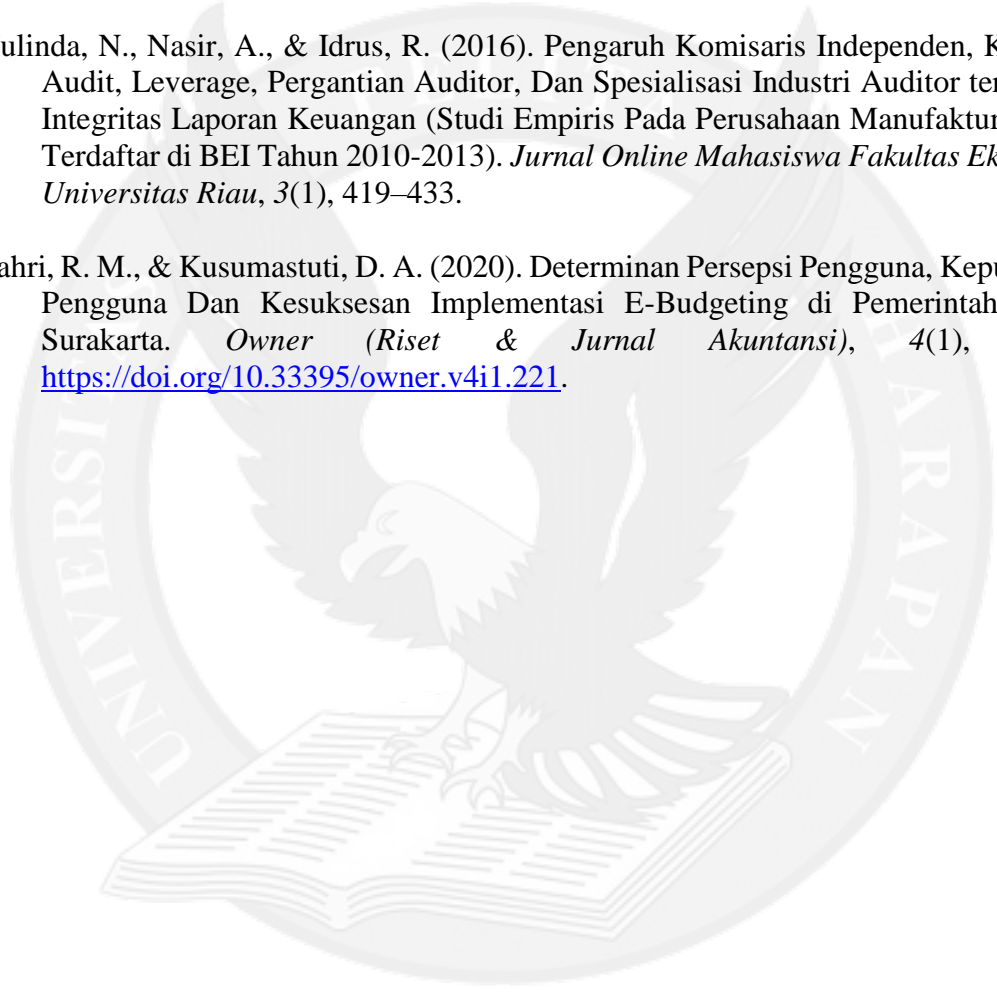 ulinda, N., Nasir, A., & Idrus, R. (2016). Pengaruh Komisaris Independen, K
Audit, Leverage, Pergantian Auditor, Dan Spesialisasi Industri Auditor ter
Integritas Laporan Keuangan (Studi Empiris Pada Perusahaan Manufaktur
Terdaftar di BEI Tahun 2010-2013). Jurnal Online Mahasiswa Fakultas Ek
Universitas Riau, 3(1), 419–433.
ahri, R. M., & Kusumastuti, D. A. (2020). Determinan Persepsi Pengguna, Kepu
Pengguna Dan Kesuksesan Implementasi E-Budgeting di Pemerintah
Surakarta. Owner (Riset & Jurnal Akuntansi), 4(1),
https://doi.org/10.33395/owner.v4i1.221.
UNIVERSITAS
HARAPAN